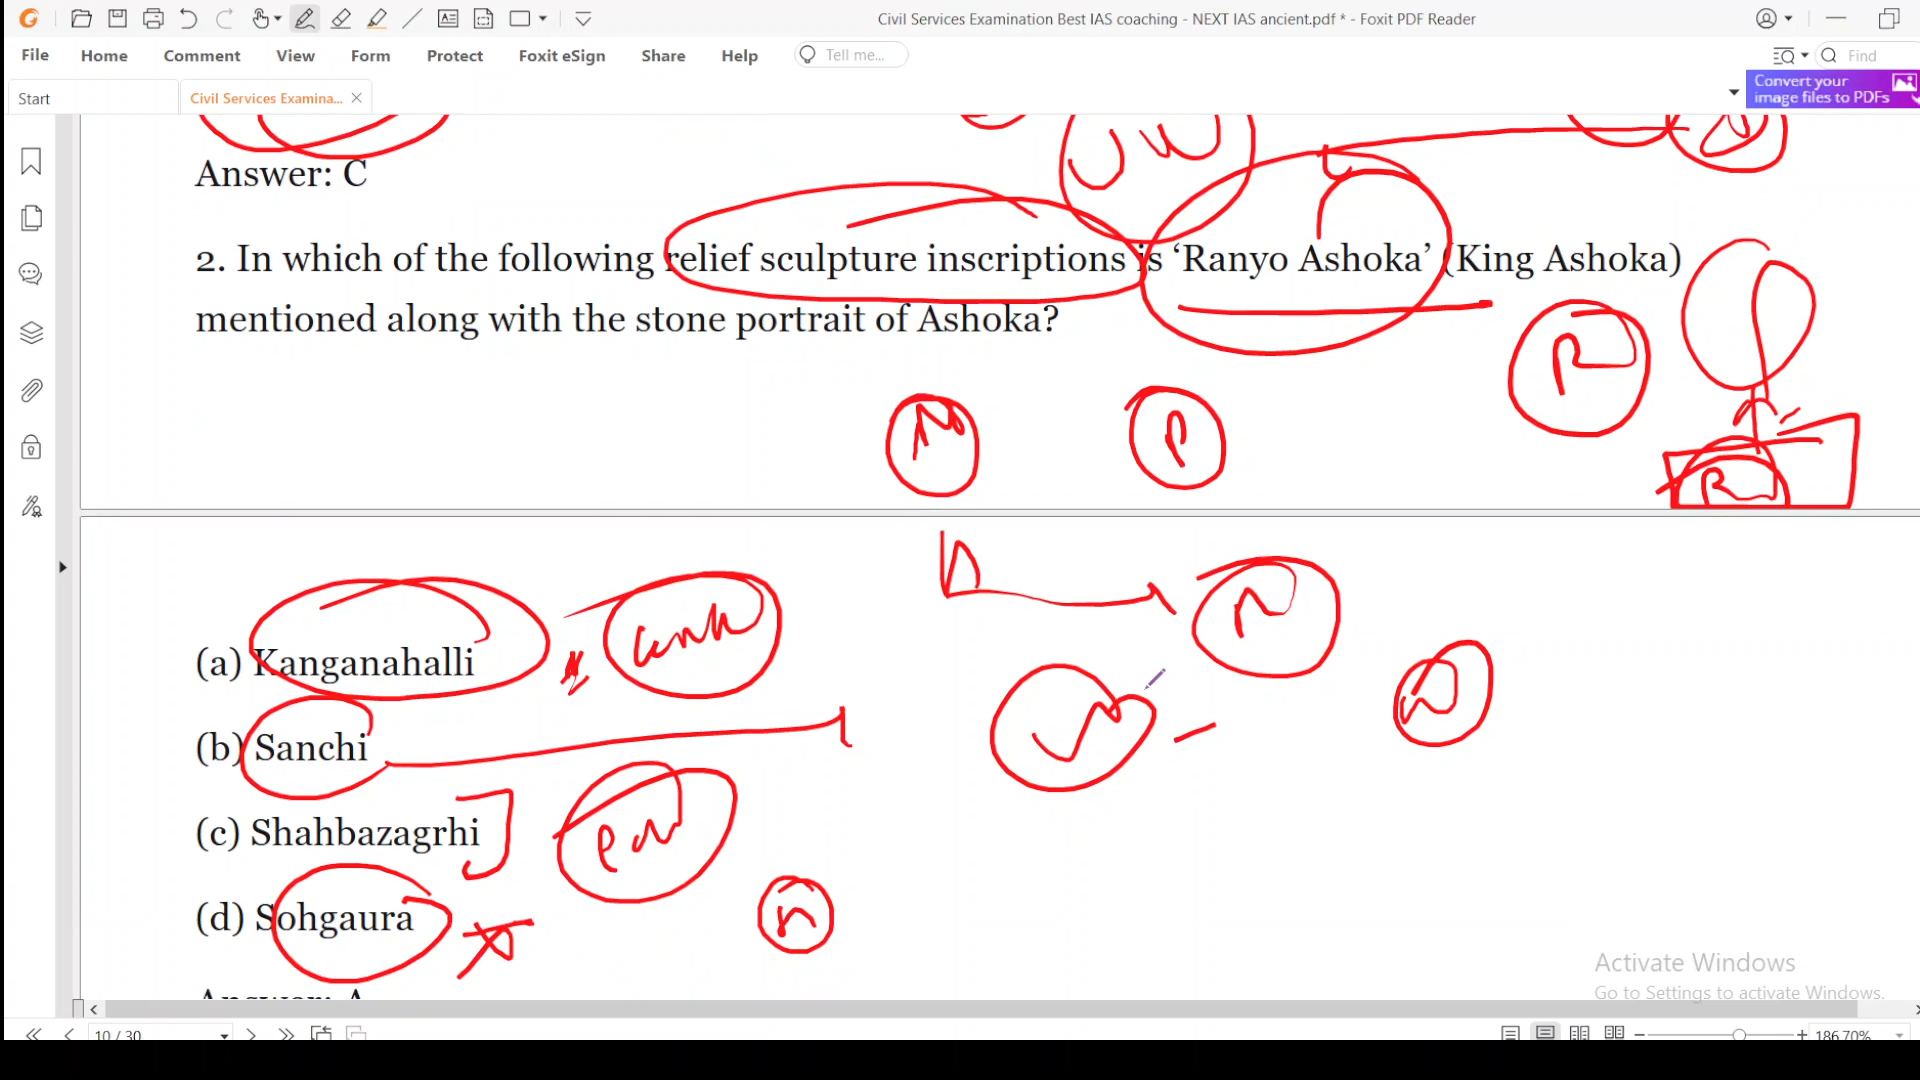 Civil Services Examination Best IAS coaching - NEXT IAS ancient.pdf * - Foxit PDF Reader
File Home Comment View Form Protect Foxit eSign Share Help Tell me... Find
Start Civil Services Examina... Convert your
image files to PDFs
Answer: C
2. In which of the following relief sculpture inscriptions is ‘Ranyo Ashoka’ (King Ashoka)
mentioned along with the stone portrait of Ashoka?
(a) Kanganahalli
(b) Sanchi
(c) Shahbazagrhi
(d) Sohgaura
Answer: A
Activate Windows
Go to Settings to activate Windows.
10 / 30 186.70%